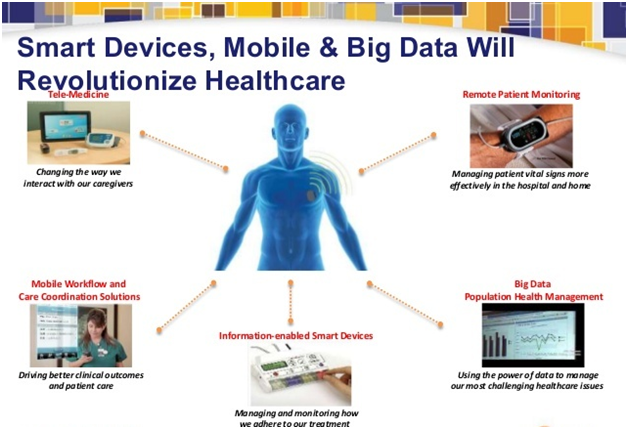 Smart Devices, Mobile & Big Data Will
Revolutionize Healthcare
Tele-Medicine
Changing the way we
interact with our caregivers
Remote Patient Monitoring
Managing patient vital signs more
effectively in the hospital and home
Mobile Workflow and
Care Coordination Solutions
Driving better clinical outcomes
and patient care
Information-enabled Smart Devices
Managing and monitoring how
we adhere to our treatment
Big Data
Population Health Management
Using the power of data to manage
our most challenging healthcare issues